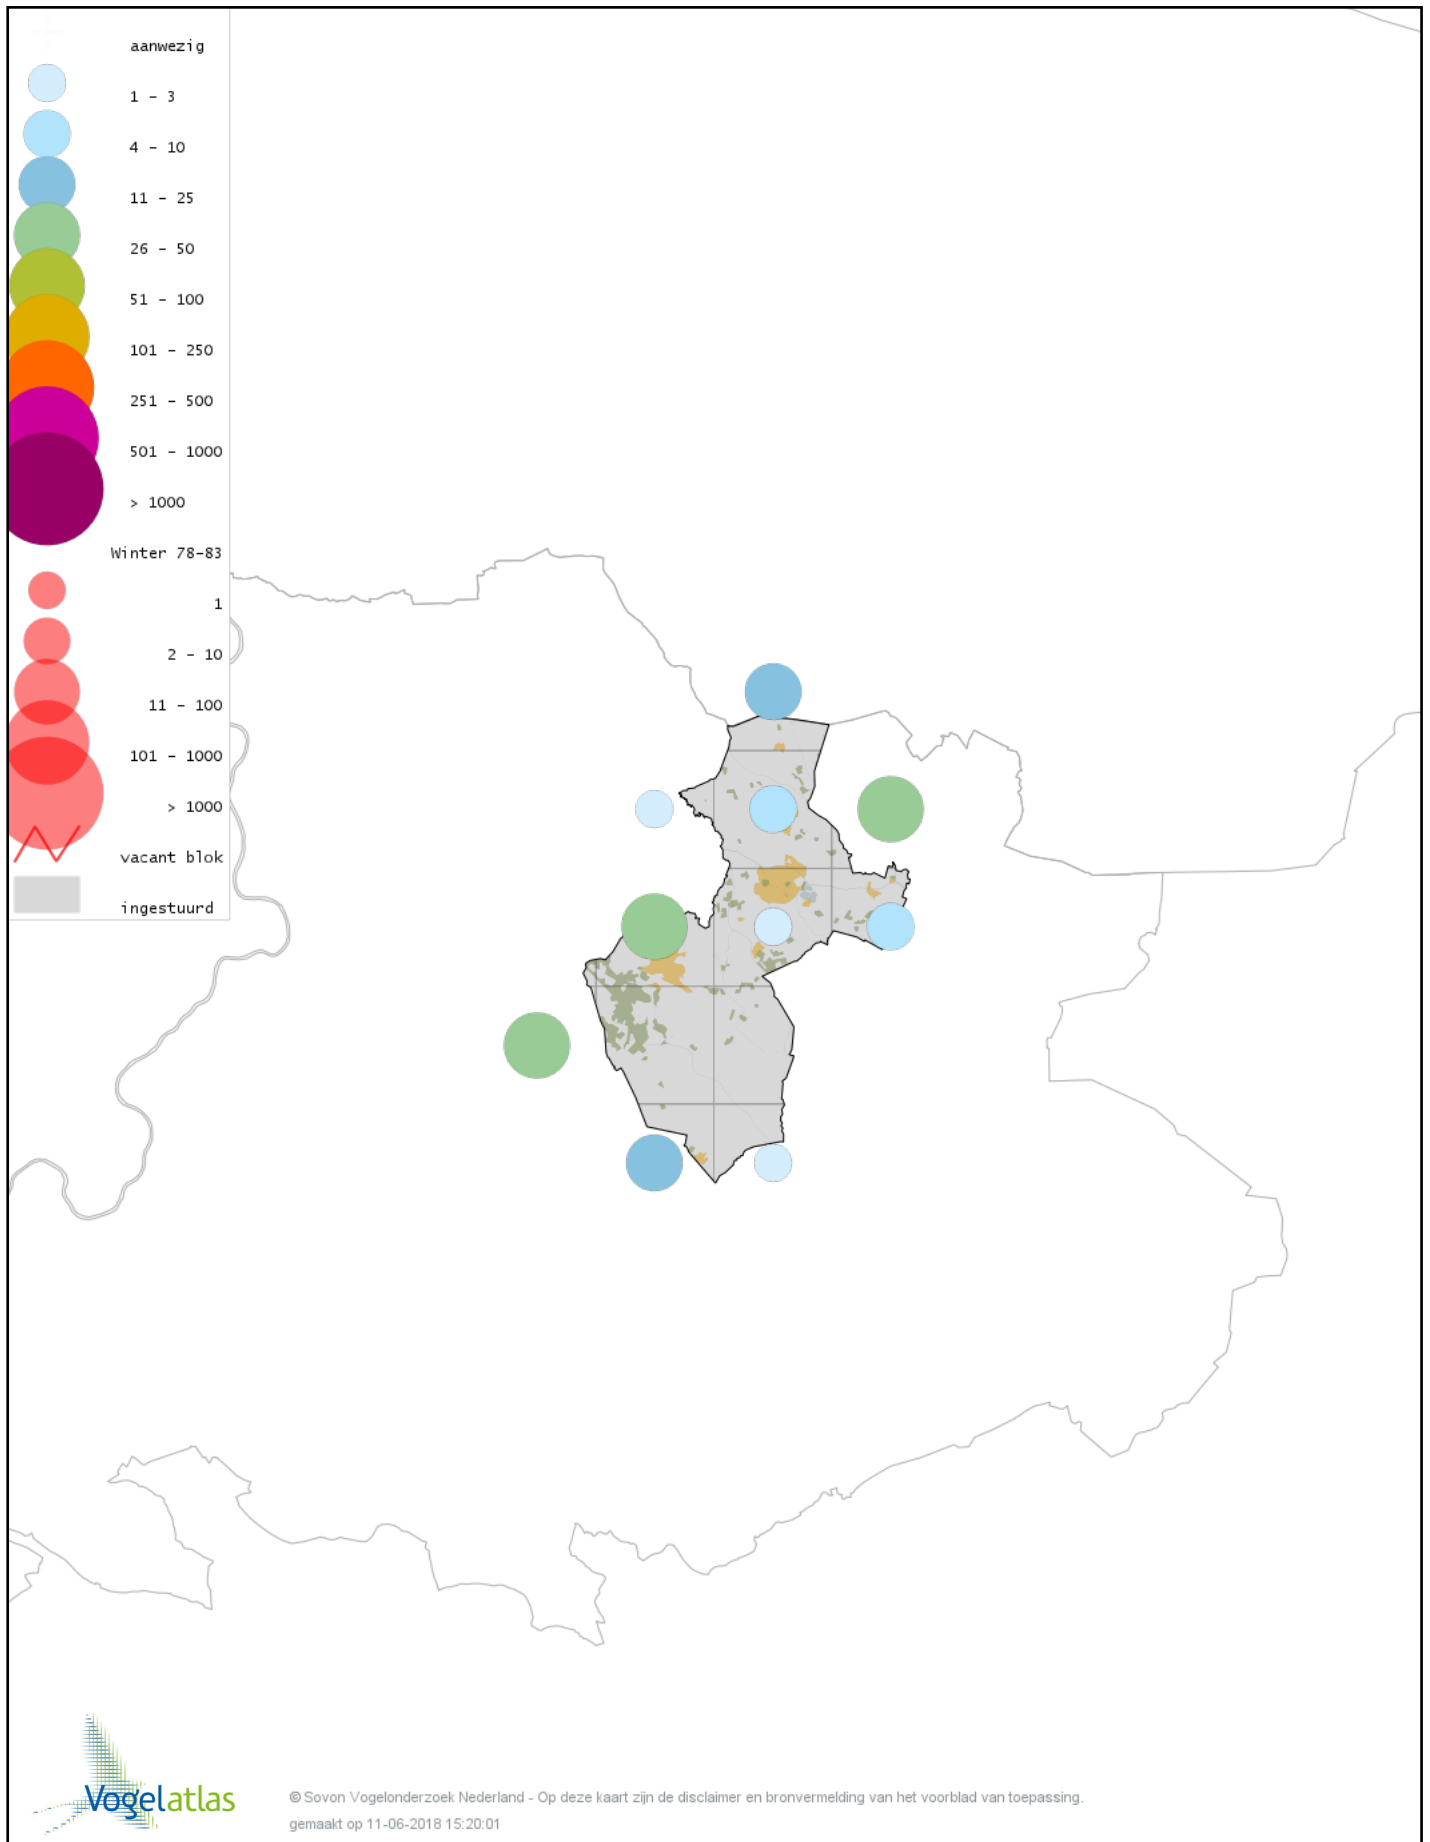 aanwezig
1 - 3
4 - 10
11 - 25
26 - 50
51 - 100
101 - 250
251 - 500
501 - 1000
> 1000
Winter 78-83
1
2 - 10
11 - 100
101 - 1000
> 1000
vacant blok
ingestuurd
Vogelatlas
© Sovon Vogelonderzoek Nederland - Op deze kaart zijn de disclaimer en bronvermelding van het voorblad van toepassing.
gemaakt op 11-06-2018 15:20:01